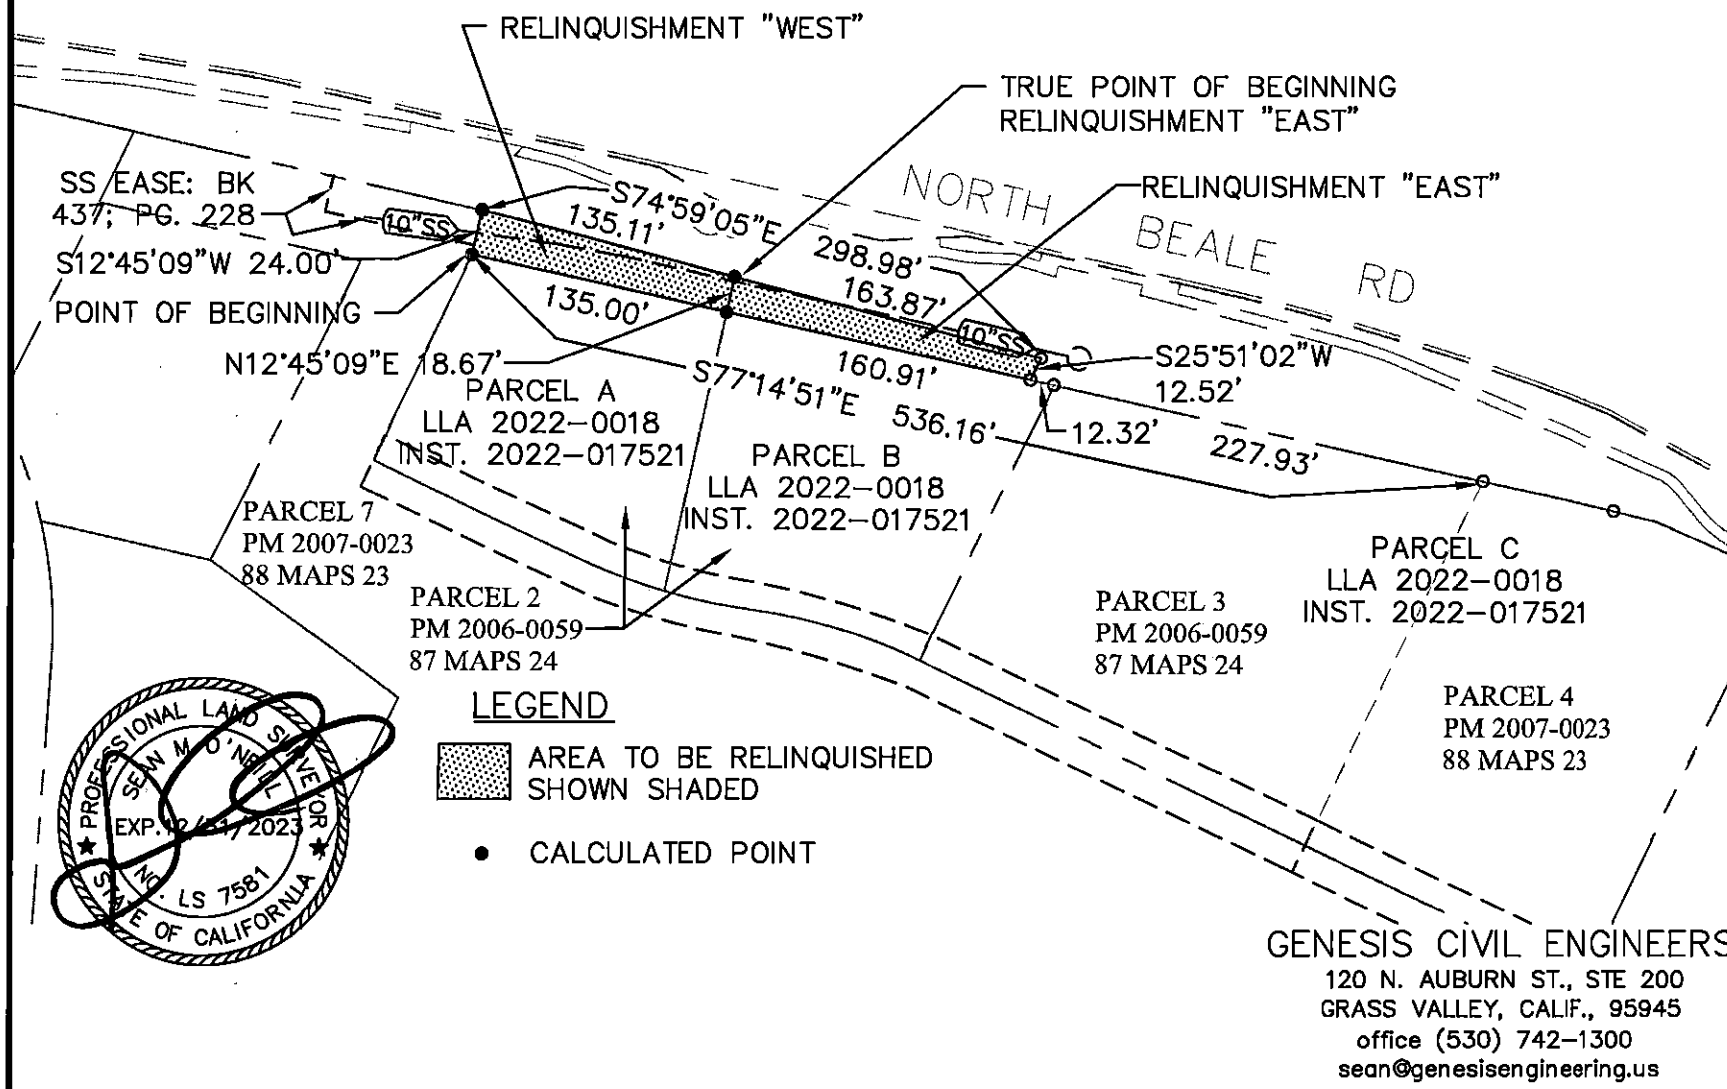 RELINQUISHMENT "WEST"
TRUE POINT OF BEGINNING
RELINQUISHMENT "EAST"
RELINQUISHMENT "EAST"
NORTH BEALE RD
SS EASE: BK
437; PG. 228
10"SS
S74°59'05"E
135.11'
298.98'
163.87'
S12°45'09"W 24.00'
POINT OF BEGINNING
135.00'
10"SS
S25°51'02"W
12.52'
N12°45'09"E 18.67'
160.91'
S77°14'51"E 536.16'
12.32'
227.93'
PARCEL A
LLA 2022-0018
INST. 2022-017521
PARCEL B
LLA 2022-0018
INST. 2022-017521
PARCEL 7
PM 2007-0023
88 MAPS 23
PARCEL C
LLA 2022-0018
INST. 2022-017521
PARCEL 2
PM 2006-0059
87 MAPS 24
PARCEL 3
PM 2006-0059
87 MAPS 24
PARCEL 4
PM 2007-0023
88 MAPS 23
LEGEND
AREA TO BE RELINQUISHED
SHOWN SHADED
CALCULATED POINT
PROFESSIONAL LAND SURVEYOR
SEAN M. O'NEILL
EXP.12/31/2023
NO. LS 7581
STATE OF CALIFORNIA
GENESIS CIVIL ENGINEERS
120 N. AUBURN ST., STE 200
GRASS VALLEY, CALIF., 95945
office (530) 742-1300
sean@genesisengineering.us